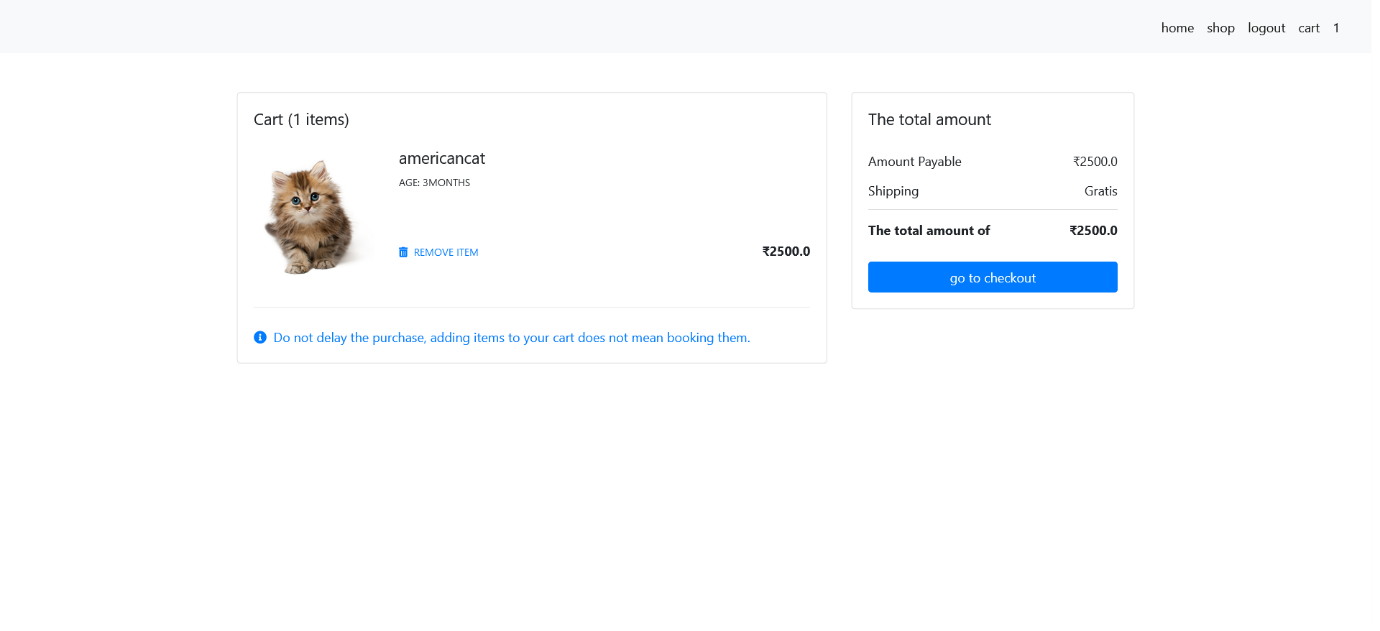 home shop logout cart 1
Cart (1 items)
americancat
AGE: 3MONTHS
REMOVE ITEM ₹2500.0
Do not delay the purchase, adding items to your cart does not mean booking them.
The total amount
Amount Payable ₹2500.0
Shipping Gratis
The total amount of ₹2500.0
go to checkout